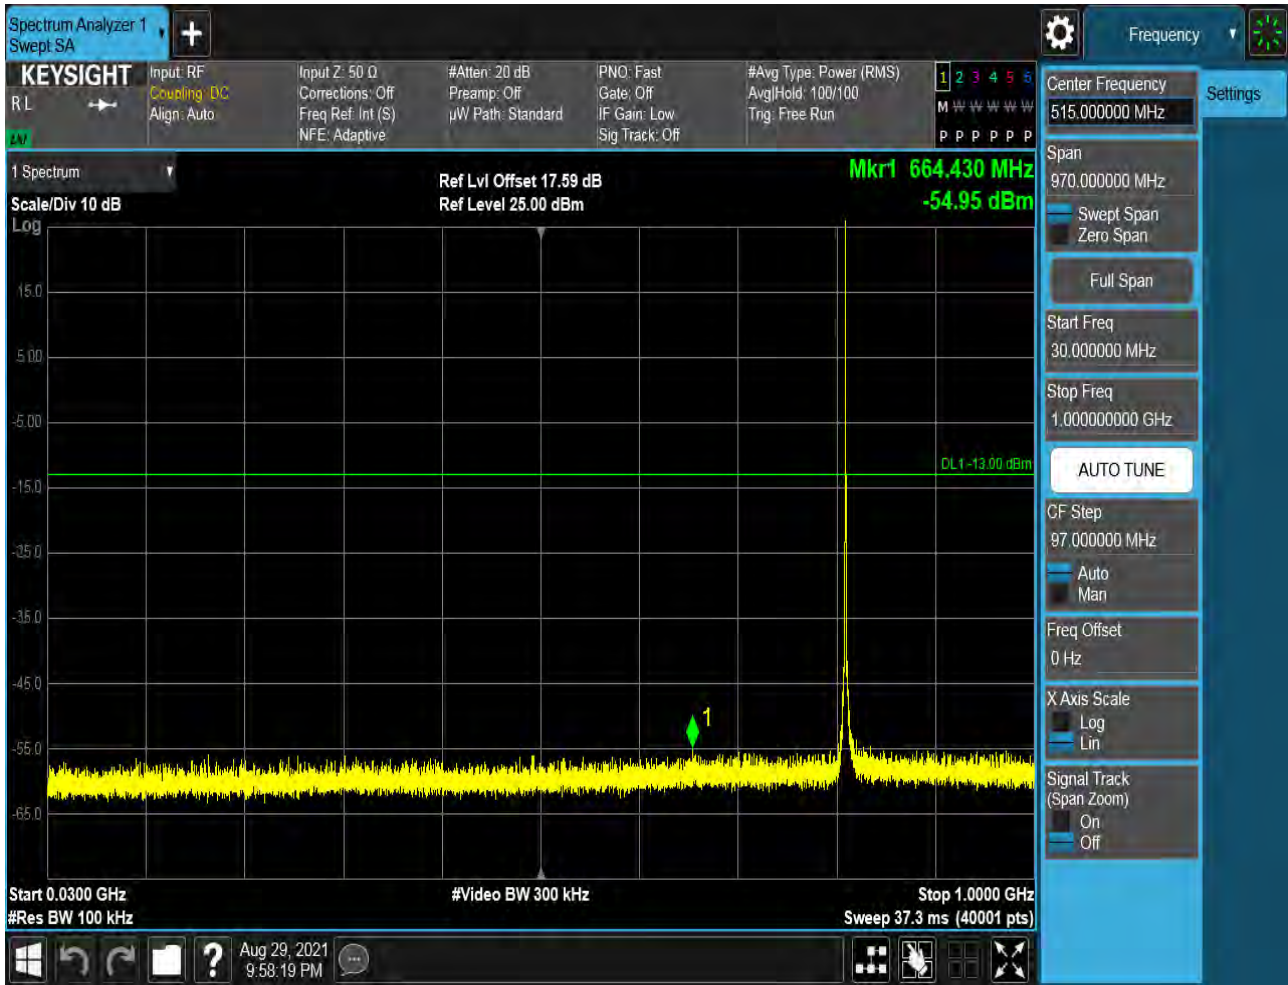 Spectrum Analyzer 1
Swept SA
Frequency
KEYSIGHT
R L
Input: RF
Coupling: DC
Align: Auto
Input Z: 50 Ω
Corrections: Off
Freq Ref: Int (S)
NFE: Adaptive
#Atten: 20 dB
Preamp: Off
µW Path: Standard
PNO: Fast
Gate: Off
IF Gain: Low
Sig Track: Off
#Avg Type: Power (RMS)
Avg|Hold: 100/100
Trig: Free Run
1 2 3 4 5 6
M W W W W W
P P P P P P
1 Spectrum
Scale/Div 10 dB
Log
Ref Lvl Offset 17.59 dB
Ref Level 25.00 dBm
Mkr1 664.430 MHz
-54.95 dBm
15.0
5.00
-5.00
-15.0
-25.0
-35.0
-45.0
-55.0
-65.0
DL1 -13.00 dBm
1
Start 0.0300 GHz
#Res BW 100 kHz
#Video BW 300 kHz
Stop 1.0000 GHz
Sweep 37.3 ms (40001 pts)
Aug 29, 2021
9:58:19 PM
Center Frequency
515.000000 MHz
Settings
Span
970.000000 MHz
Swept Span
Zero Span
Full Span
Start Freq
30.000000 MHz
Stop Freq
1.000000000 GHz
AUTO TUNE
CF Step
97.000000 MHz
Auto
Man
Freq Offset
0 Hz
X Axis Scale
Log
Lin
Signal Track
(Span Zoom)
On
Off